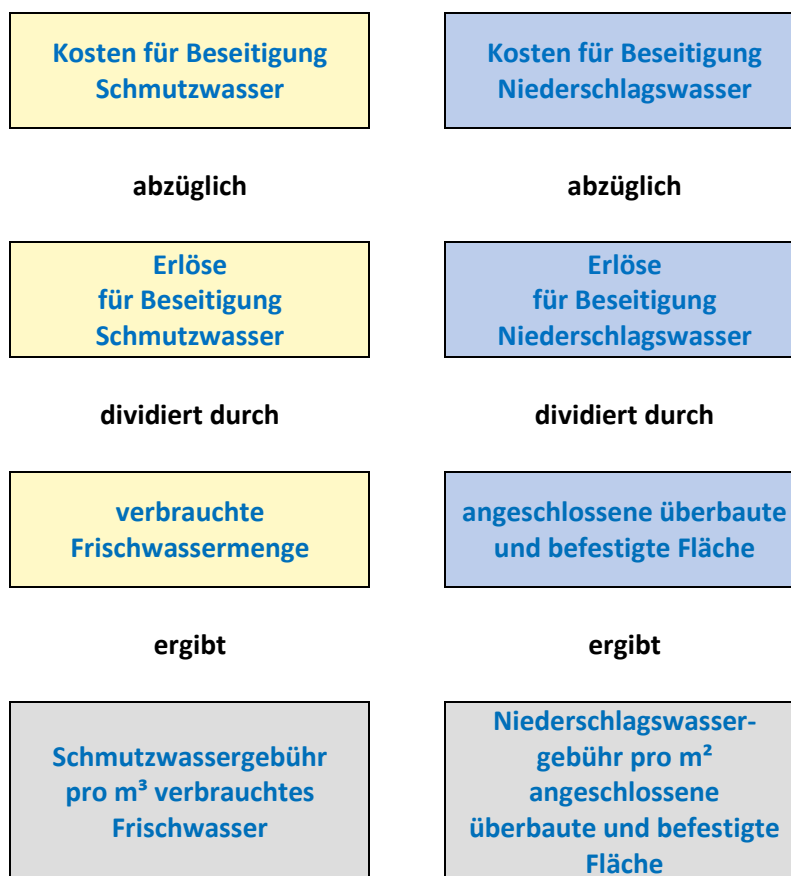 Kosten für Beseitigung
Schmutzwasser
abzüglich
Erlöse
für Beseitigung
Schmutzwasser
dividiert durch
verbrauchte
Frischwassermenge
ergibt
Schmutzwassergebühr
pro m³ verbrauchtes
Frischwasser
Kosten für Beseitigung
Niederschlagswasser
abzüglich
Erlöse
für Beseitigung
Niederschlagswasser
dividiert durch
angeschlossene überbaute
und befestigte Fläche
ergibt
Niederschlagswasser-
gebühr pro m²
angeschlossene
überbaute und befestigte
Fläche